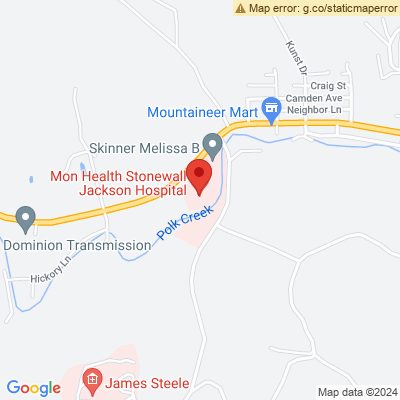 Map error: g.co/staticmaperror
Kunst Dr
Craig St
Camden Ave
Neighbor Ln
Mountaineer Mart
Skinner Melissa B
Mon Health Stonewall
Jackson Hospital
Polk Creek
Dominion Transmission
Hickory Ln
James Steele
Google
Map data ©2024